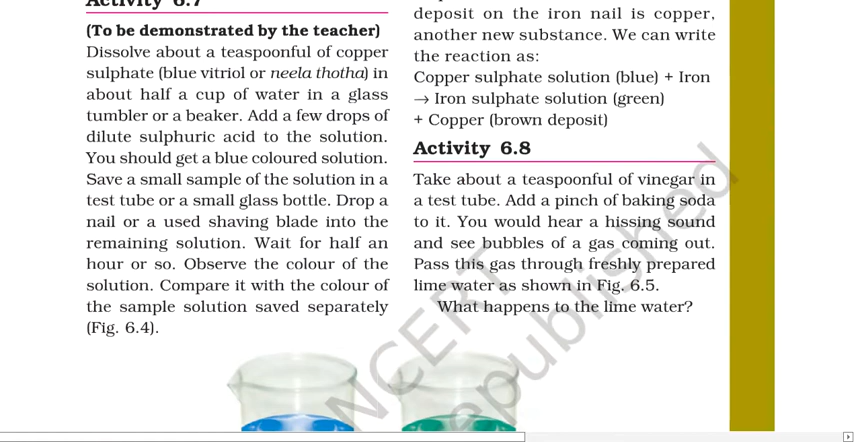 Activity 6.7
(To be demonstrated by the teacher)
Dissolve about a teaspoonful of copper
sulphate (blue vitriol or neela thotha) in
about half a cup of water in a glass
tumbler or a beaker. Add a few drops of
dilute sulphuric acid to the solution.
You should get a blue coloured solution.
Save a small sample of the solution in a
test tube or a small glass bottle. Drop a
nail or a used shaving blade into the
remaining solution. Wait for half an
hour or so. Observe the colour of the
solution. Compare it with the colour of
the sample solution saved separately
(Fig. 6.4).
deposit on the iron nail is copper,
another new substance. We can write
the reaction as:
Copper sulphate solution (blue) + Iron
→ Iron sulphate solution (green)
+ Copper (brown deposit)
Activity 6.8
Take about a teaspoonful of vinegar in
a test tube. Add a pinch of baking soda
to it. You would hear a hissing sound
and see bubbles of a gas coming out.
Pass this gas through freshly prepared
lime water as shown in Fig. 6.5.
What happens to the lime water?
NCERT
republished